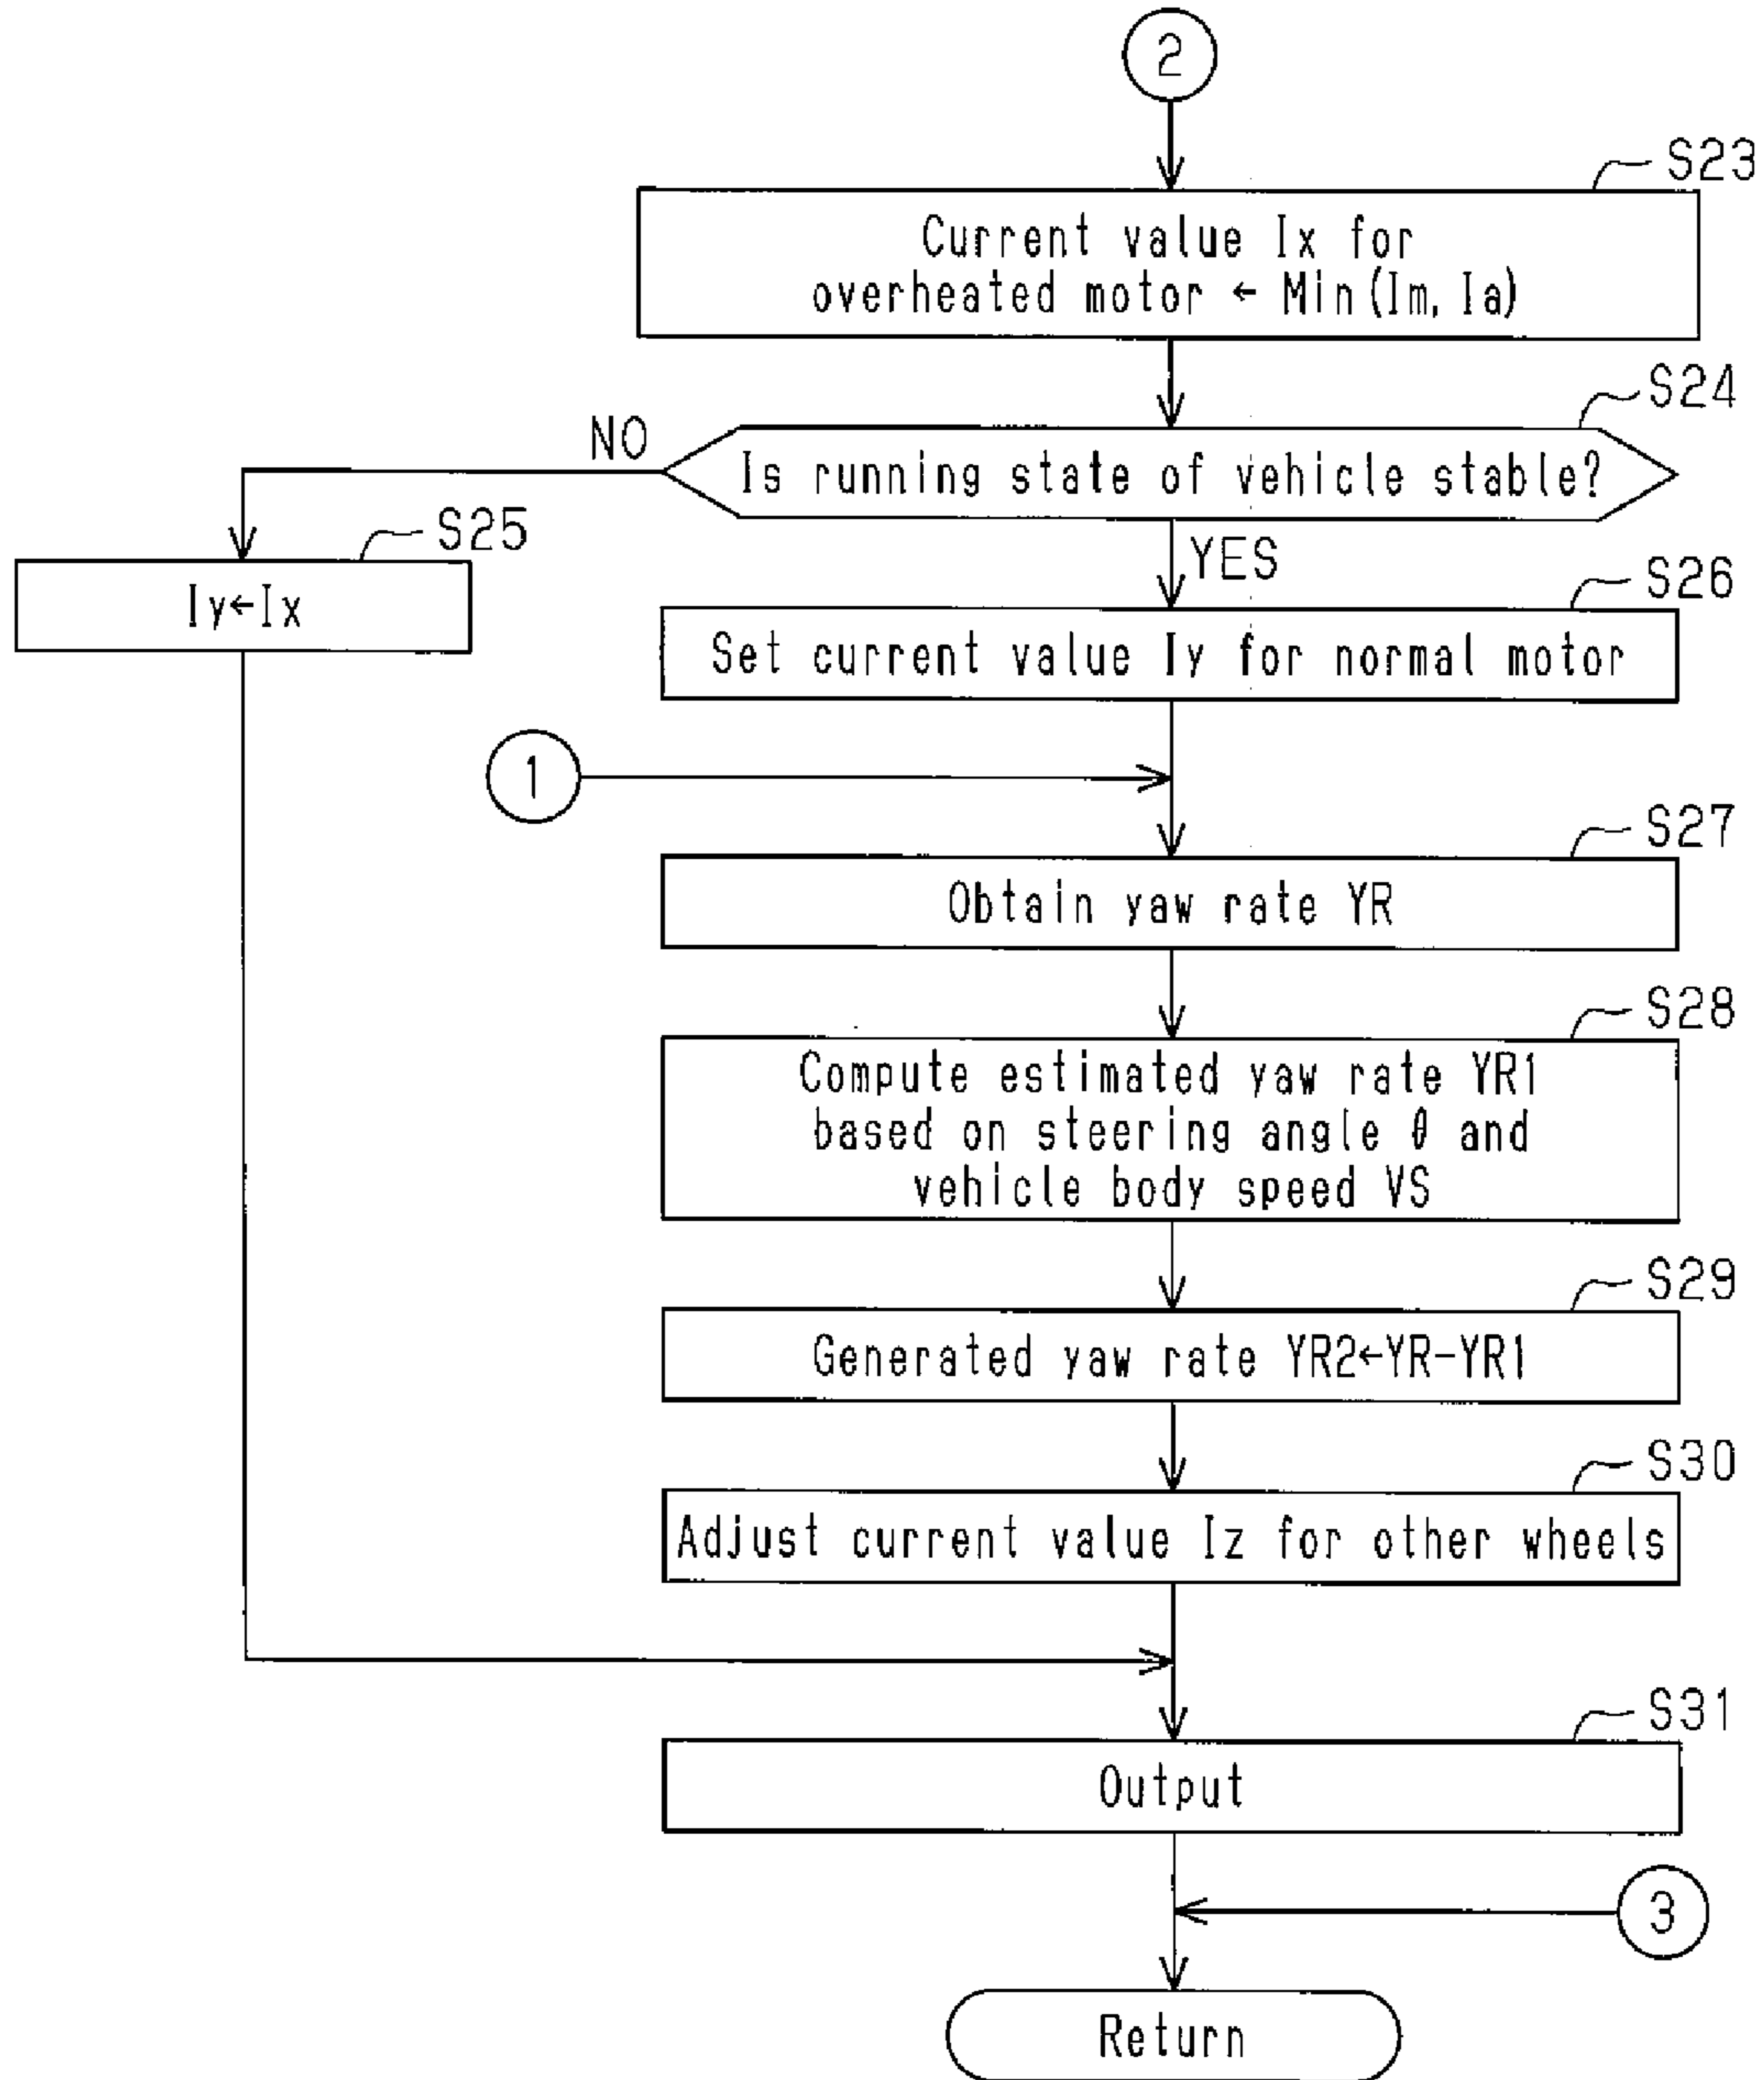 2
S23
Current value Ix for
overheated motor ← Min(Im, Ia)
S24
NO
Is running state of vehicle stable?
S25
YES
Iy←Ix
S26
Set current value Iy for normal motor
1
S27
Obtain yaw rate YR
S28
Compute estimated yaw rate YR1
based on steering angle θ and
vehicle body speed VS
S29
Generated yaw rate YR2←YR−YR1
S30
Adjust current value Iz for other wheels
S31
Output
3
Return